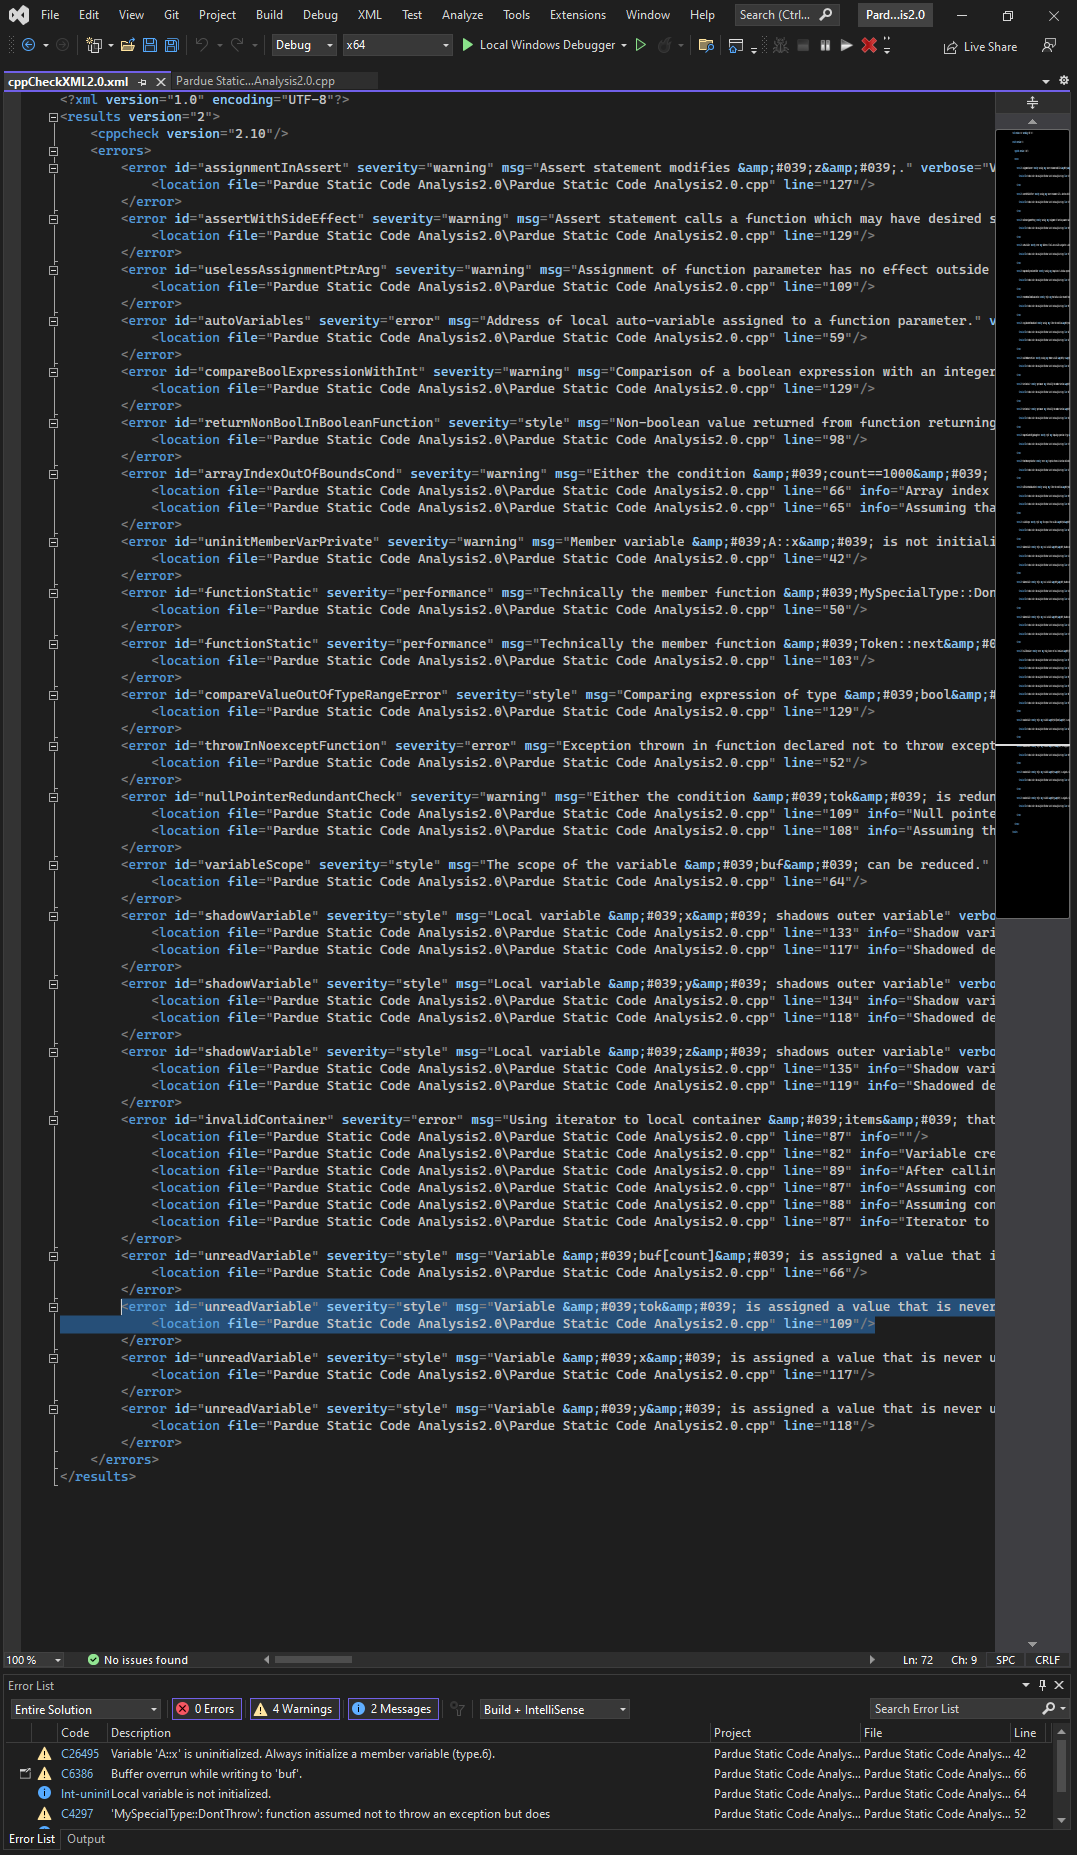 File Edit View Git Project Build Debug XML Test Analyze Tools Extensions Window Help Search (Ctrl... Pard...is2.0
Debug x64 Local Windows Debugger Live Share
cppCheckXML2.0.xml Pardue Static...Analysis2.0.cpp
<?xml version="1.0" encoding="UTF-8"?>
<results version="2">
<cppcheck version="2.10"/>
<errors>
<error id="assignmentInAssert" severity="warning" msg="Assert statement modifies &amp;#039;z&amp;#039;." verbose="V
<location file="Pardue Static Code Analysis2.0\Pardue Static Code Analysis2.0.cpp" line="127"/>
</error>
<error id="assertWithSideEffect" severity="warning" msg="Assert statement calls a function which may have desired s
<location file="Pardue Static Code Analysis2.0\Pardue Static Code Analysis2.0.cpp" line="129"/>
</error>
<error id="uselessAssignmentPtrArg" severity="warning" msg="Assignment of function parameter has no effect outside
<location file="Pardue Static Code Analysis2.0\Pardue Static Code Analysis2.0.cpp" line="109"/>
</error>
<error id="autoVariables" severity="error" msg="Address of local auto-variable assigned to a function parameter." v
<location file="Pardue Static Code Analysis2.0\Pardue Static Code Analysis2.0.cpp" line="59"/>
</error>
<error id="compareBoolExpressionWithInt" severity="warning" msg="Comparison of a boolean expression with an integer
<location file="Pardue Static Code Analysis2.0\Pardue Static Code Analysis2.0.cpp" line="129"/>
</error>
<error id="returnNonBoolInBooleanFunction" severity="style" msg="Non-boolean value returned from function returning
<location file="Pardue Static Code Analysis2.0\Pardue Static Code Analysis2.0.cpp" line="98"/>
</error>
<error id="arrayIndexOutOfBoundsCond" severity="warning" msg="Either the condition &amp;#039;count==1000&amp;#039;
<location file="Pardue Static Code Analysis2.0\Pardue Static Code Analysis2.0.cpp" line="66" info="Array index
<location file="Pardue Static Code Analysis2.0\Pardue Static Code Analysis2.0.cpp" line="65" info="Assuming tha
</error>
<error id="uninitMemberVarPrivate" severity="warning" msg="Member variable &amp;#039;A::x&amp;#039; is not initiali
<location file="Pardue Static Code Analysis2.0\Pardue Static Code Analysis2.0.cpp" line="42"/>
</error>
<error id="functionStatic" severity="performance" msg="Technically the member function &amp;#039;MySpecialType::Don
<location file="Pardue Static Code Analysis2.0\Pardue Static Code Analysis2.0.cpp" line="50"/>
</error>
<error id="functionStatic" severity="performance" msg="Technically the member function &amp;#039;Token::next&amp;#0
<location file="Pardue Static Code Analysis2.0\Pardue Static Code Analysis2.0.cpp" line="103"/>
</error>
<error id="compareValueOutOfTypeRangeError" severity="style" msg="Comparing expression of type &amp;#039;bool&amp;#
<location file="Pardue Static Code Analysis2.0\Pardue Static Code Analysis2.0.cpp" line="129"/>
</error>
<error id="throwInNoexceptFunction" severity="error" msg="Exception thrown in function declared not to throw except
<location file="Pardue Static Code Analysis2.0\Pardue Static Code Analysis2.0.cpp" line="52"/>
</error>
<error id="nullPointerRedundantCheck" severity="warning" msg="Either the condition &amp;#039;tok&amp;#039; is redun
<location file="Pardue Static Code Analysis2.0\Pardue Static Code Analysis2.0.cpp" line="109" info="Null pointe
<location file="Pardue Static Code Analysis2.0\Pardue Static Code Analysis2.0.cpp" line="108" info="Assuming th
</error>
<error id="variableScope" severity="style" msg="The scope of the variable &amp;#039;buf&amp;#039; can be reduced."
<location file="Pardue Static Code Analysis2.0\Pardue Static Code Analysis2.0.cpp" line="64"/>
</error>
<error id="shadowVariable" severity="style" msg="Local variable &amp;#039;x&amp;#039; shadows outer variable" verbo
<location file="Pardue Static Code Analysis2.0\Pardue Static Code Analysis2.0.cpp" line="133" info="Shadow vari
<location file="Pardue Static Code Analysis2.0\Pardue Static Code Analysis2.0.cpp" line="117" info="Shadowed de
</error>
<error id="shadowVariable" severity="style" msg="Local variable &amp;#039;y&amp;#039; shadows outer variable" verbo
<location file="Pardue Static Code Analysis2.0\Pardue Static Code Analysis2.0.cpp" line="134" info="Shadow vari
<location file="Pardue Static Code Analysis2.0\Pardue Static Code Analysis2.0.cpp" line="118" info="Shadowed de
</error>
<error id="shadowVariable" severity="style" msg="Local variable &amp;#039;z&amp;#039; shadows outer variable" verbo
<location file="Pardue Static Code Analysis2.0\Pardue Static Code Analysis2.0.cpp" line="135" info="Shadow vari
<location file="Pardue Static Code Analysis2.0\Pardue Static Code Analysis2.0.cpp" line="119" info="Shadowed de
</error>
<error id="invalidContainer" severity="error" msg="Using iterator to local container &amp;#039;items&amp;#039; that
<location file="Pardue Static Code Analysis2.0\Pardue Static Code Analysis2.0.cpp" line="87" info=""/>
<location file="Pardue Static Code Analysis2.0\Pardue Static Code Analysis2.0.cpp" line="82" info="Variable cre
<location file="Pardue Static Code Analysis2.0\Pardue Static Code Analysis2.0.cpp" line="89" info="After callin
<location file="Pardue Static Code Analysis2.0\Pardue Static Code Analysis2.0.cpp" line="87" info="Assuming con
<location file="Pardue Static Code Analysis2.0\Pardue Static Code Analysis2.0.cpp" line="88" info="Assuming con
<location file="Pardue Static Code Analysis2.0\Pardue Static Code Analysis2.0.cpp" line="87" info="Iterator to
</error>
<error id="unreadVariable" severity="style" msg="Variable &amp;#039;buf[count]&amp;#039; is assigned a value that i
<location file="Pardue Static Code Analysis2.0\Pardue Static Code Analysis2.0.cpp" line="66"/>
</error>
<error id="unreadVariable" severity="style" msg="Variable &amp;#039;tok&amp;#039; is assigned a value that is never
<location file="Pardue Static Code Analysis2.0\Pardue Static Code Analysis2.0.cpp" line="109"/>
</error>
<error id="unreadVariable" severity="style" msg="Variable &amp;#039;x&amp;#039; is assigned a value that is never u
<location file="Pardue Static Code Analysis2.0\Pardue Static Code Analysis2.0.cpp" line="117"/>
</error>
<error id="unreadVariable" severity="style" msg="Variable &amp;#039;y&amp;#039; is assigned a value that is never u
<location file="Pardue Static Code Analysis2.0\Pardue Static Code Analysis2.0.cpp" line="118"/>
</error>
</errors>
</results>
100 % No issues found Ln: 72 Ch: 9 SPC CRLF
Error List
Entire Solution 0 Errors 4 Warnings 2 Messages Build + IntelliSense Search Error List
Code Description Project File Line
C26495 Variable 'A::x' is uninitialized. Always initialize a member variable (type.6). Pardue Static Code Analys... Pardue Static Code Analys... 42
C6386 Buffer overrun while writing to 'buf'. Pardue Static Code Analys... Pardue Static Code Analys... 66
Int-uninit Local variable is not initialized. Pardue Static Code Analys... Pardue Static Code Analys... 64
C4297 'MySpecialType::DontThrow': function assumed not to throw an exception but does Pardue Static Code Analys... Pardue Static Code Analys... 52
Error List Output